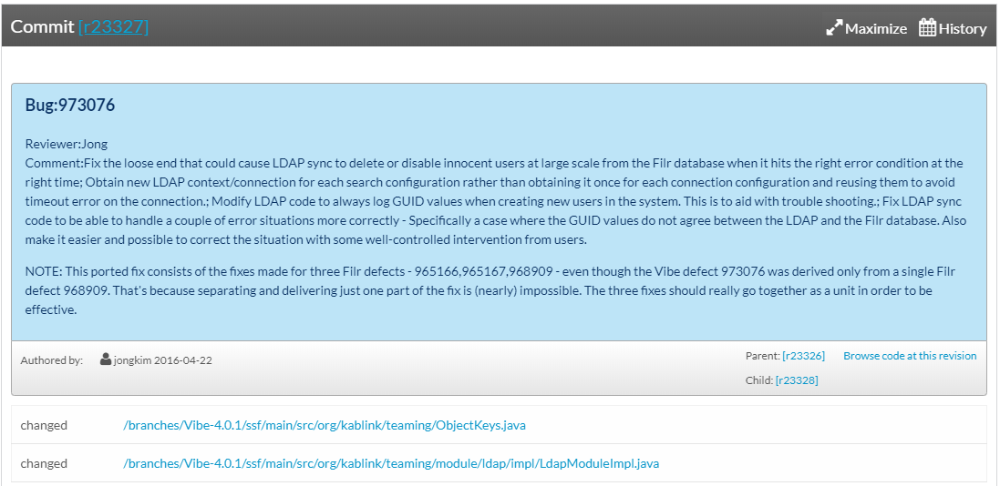 Commit [r23327]
Maximize
History
Bug:973076
Reviewer:Jong
Comment:Fix the loose end that could cause LDAP sync to delete or disable innocent users at large scale from the Filr database when it hits the right error condition at the
right time; Obtain new LDAP context/connection for each search configuration rather than obtaining it once for each connection configuration and reusing them to avoid
timeout error on the connection.; Modify LDAP code to always log GUID values when creating new users in the system. This is to aid with trouble shooting.; Fix LDAP sync
code to be able to handle a couple of error situations more correctly - Specifically a case where the GUID values do not agree between the LDAP and the Filr database. Also
make it easier and possible to correct the situation with some well-controlled intervention from users.
NOTE: This ported fix consists of the fixes made for three Filr defects - 965166,965167,968909 - even though the Vibe defect 973076 was derived only from a single Filr
defect 968909. That's because separating and delivering just one part of the fix is (nearly) impossible. The three fixes should really go together as a unit in order to be
effective.
Authored by: jongkim 2016-04-22
Parent: [r23326]
Browse code at this revision
Child: [r23328]
changed /branches/Vibe-4.0.1/ssf/main/src/org/kablink/teaming/ObjectKeys.java
changed /branches/Vibe-4.0.1/ssf/main/src/org/kablink/teaming/module/ldap/impl/LdapModuleImpl.java